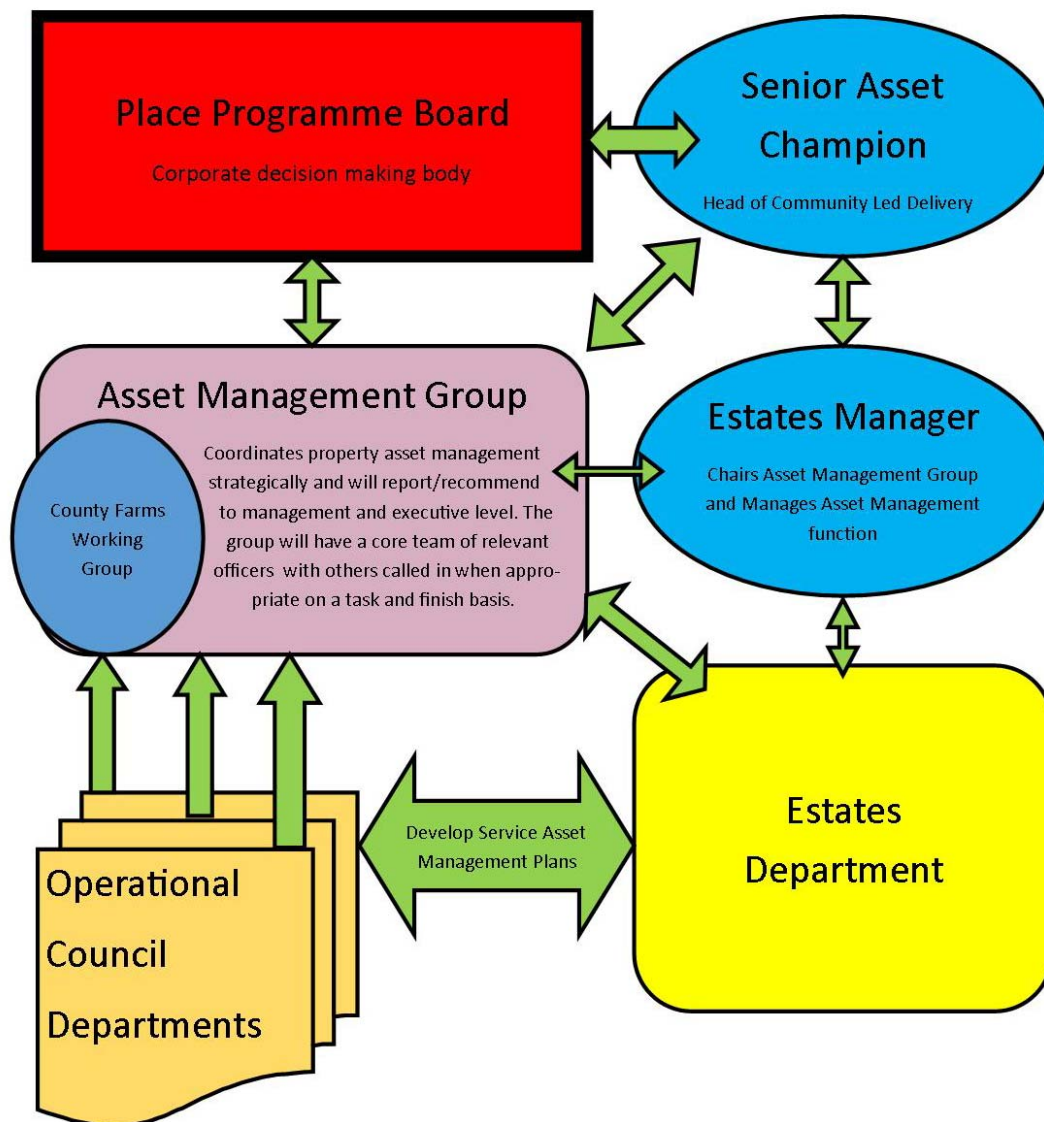 Place Programme Board
Corporate decision making body
Senior Asset
Champion
Head of Community Led Delivery
Asset Management Group
Coordinates property asset management
strategically and will report/recommend
to management and executive level. The
group will have a core team of relevant
officers with others called in when appro-
priate on a task and finish basis.
County Farms
Working
Group
Estates Manager
Chairs Asset Management Group
and Manages Asset Management
function
Operational
Council
Departments
Develop Service Asset
Management Plans
Estates
Department